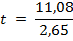 t = 11,08
2,65